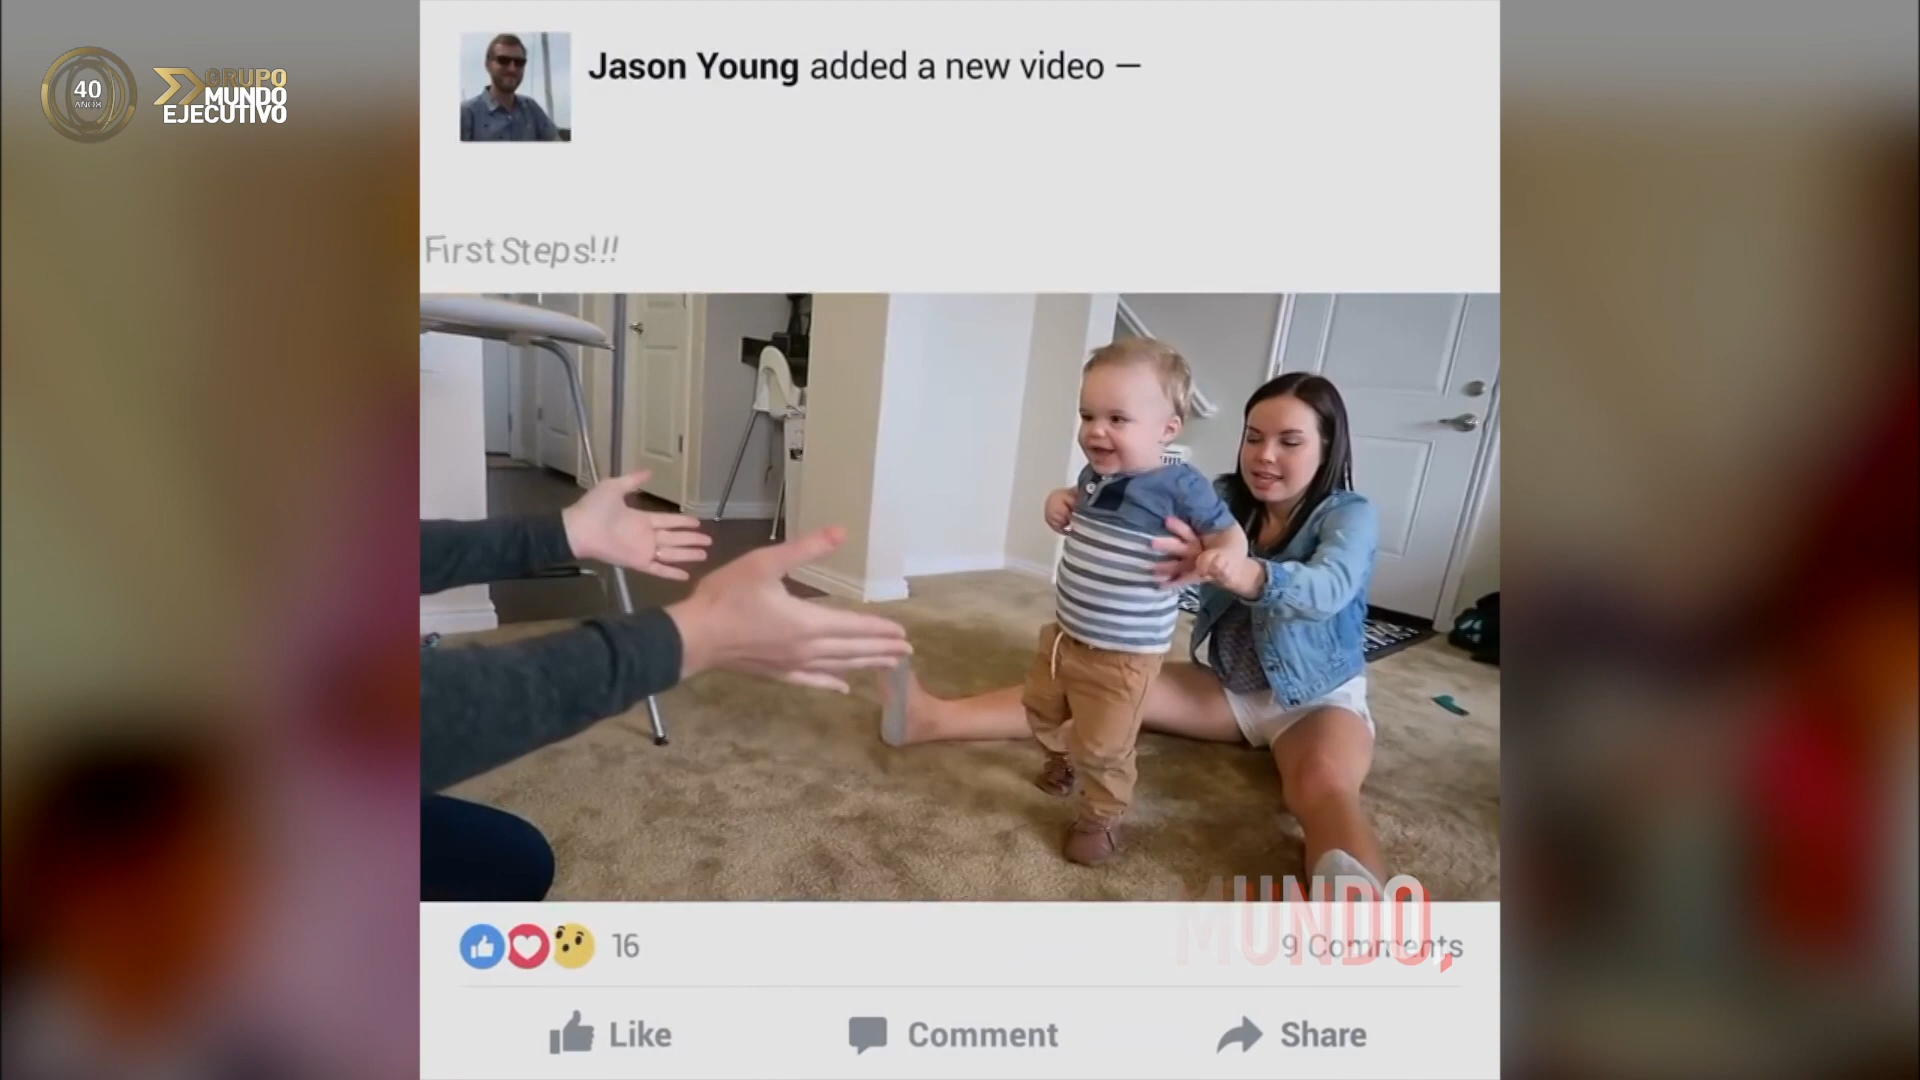 40
AÑOS
GRUPO
MUNDO
EJECUTIVO
Jason Young added a new video —
First Steps!!!
MUNDO,
16
9 Comments
Like
Comment
Share